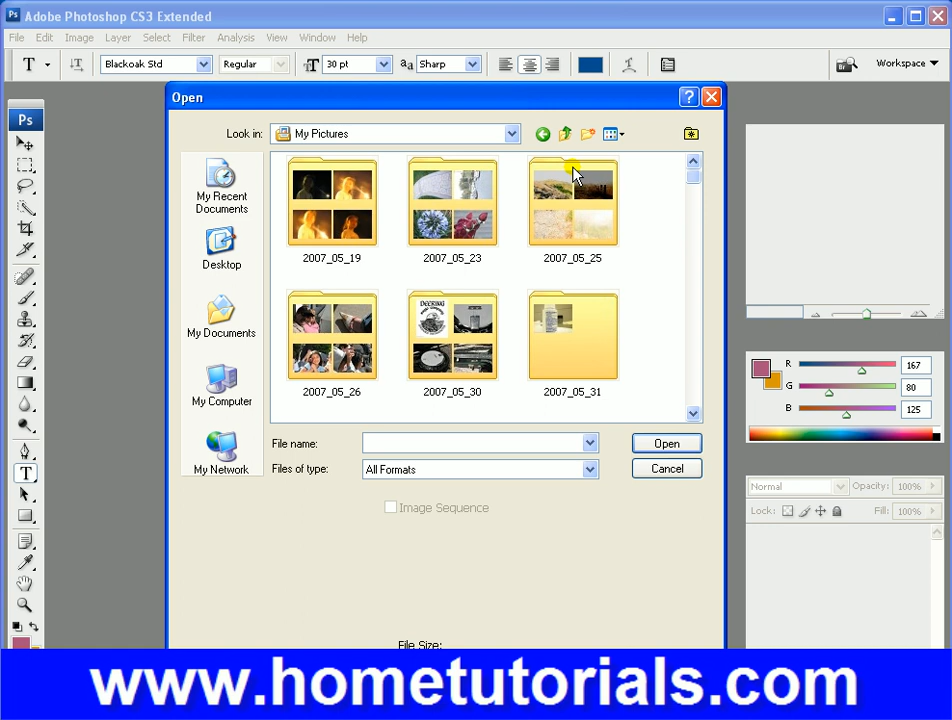 Ps Adobe Photoshop CS3 Extended
File Edit Image Layer Select Filter Analysis View Window Help
T T Blackoak Std Regular T 30 pt aa Sharp Workspace
Open
Ps
Look in: My Pictures
My Recent
Documents
Desktop
My Documents
My Computer
My Network
2007_05_19 2007_05_23 2007_05_25
DEERING
2007_05_26 2007_05_30 2007_05_31
File name: Open
Files of type: All Formats Cancel
Image Sequence
File Size:
R 167
G 80
B 125
Normal Opacity: 100%
Lock: Fill: 100%
T
www.hometutorials.com